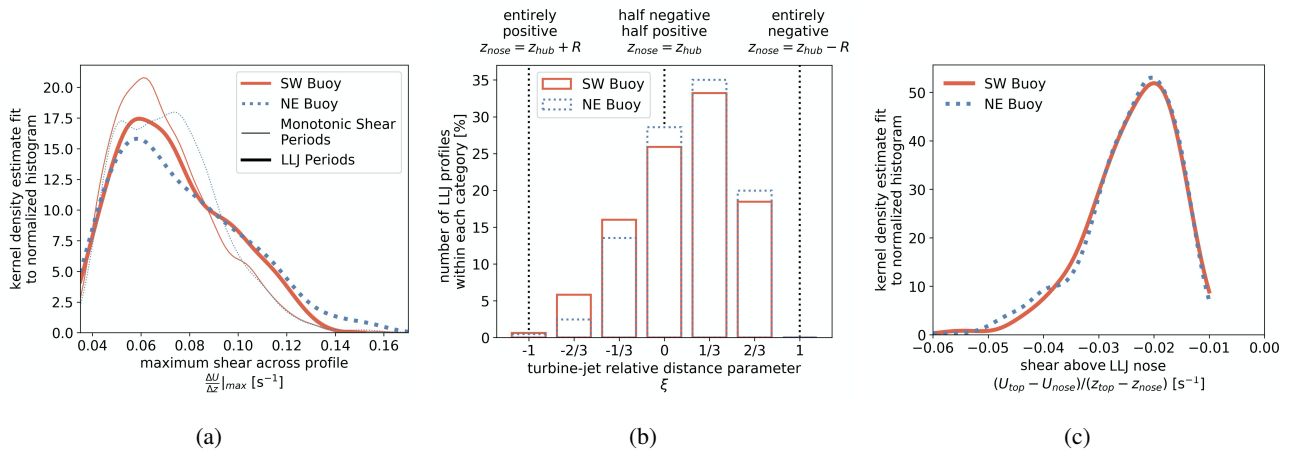 kernel density estimate fit
to normalized histogram
20.0
17.5
15.0
12.5
10.0
7.5
5.0
2.5
0.0
SW Buoy
NE Buoy
Monotonic Shear
Periods
LLJ Periods
0.04 0.06 0.08 0.10 0.12 0.14 0.16
maximum shear across profile
ΔU/Δz|max [s⁻¹]
(a)
entirely
positive
z_nose = z_hub + R
half negative
half positive
z_nose = z_hub
entirely
negative
z_nose = z_hub − R
number of LLJ profiles
within each category [%]
35
30
25
20
15
10
5
0
SW Buoy
NE Buoy
-1 -2/3 -1/3 0 1/3 2/3 1
turbine-jet relative distance parameter
ξ
(b)
kernel density estimate fit
to normalized histogram
50
40
30
20
10
0
SW Buoy
NE Buoy
−0.06 −0.05 −0.04 −0.03 −0.02 −0.01 0.00
shear above LLJ nose
(U_top − U_nose)/(z_top − z_nose) [s⁻¹]
(c)